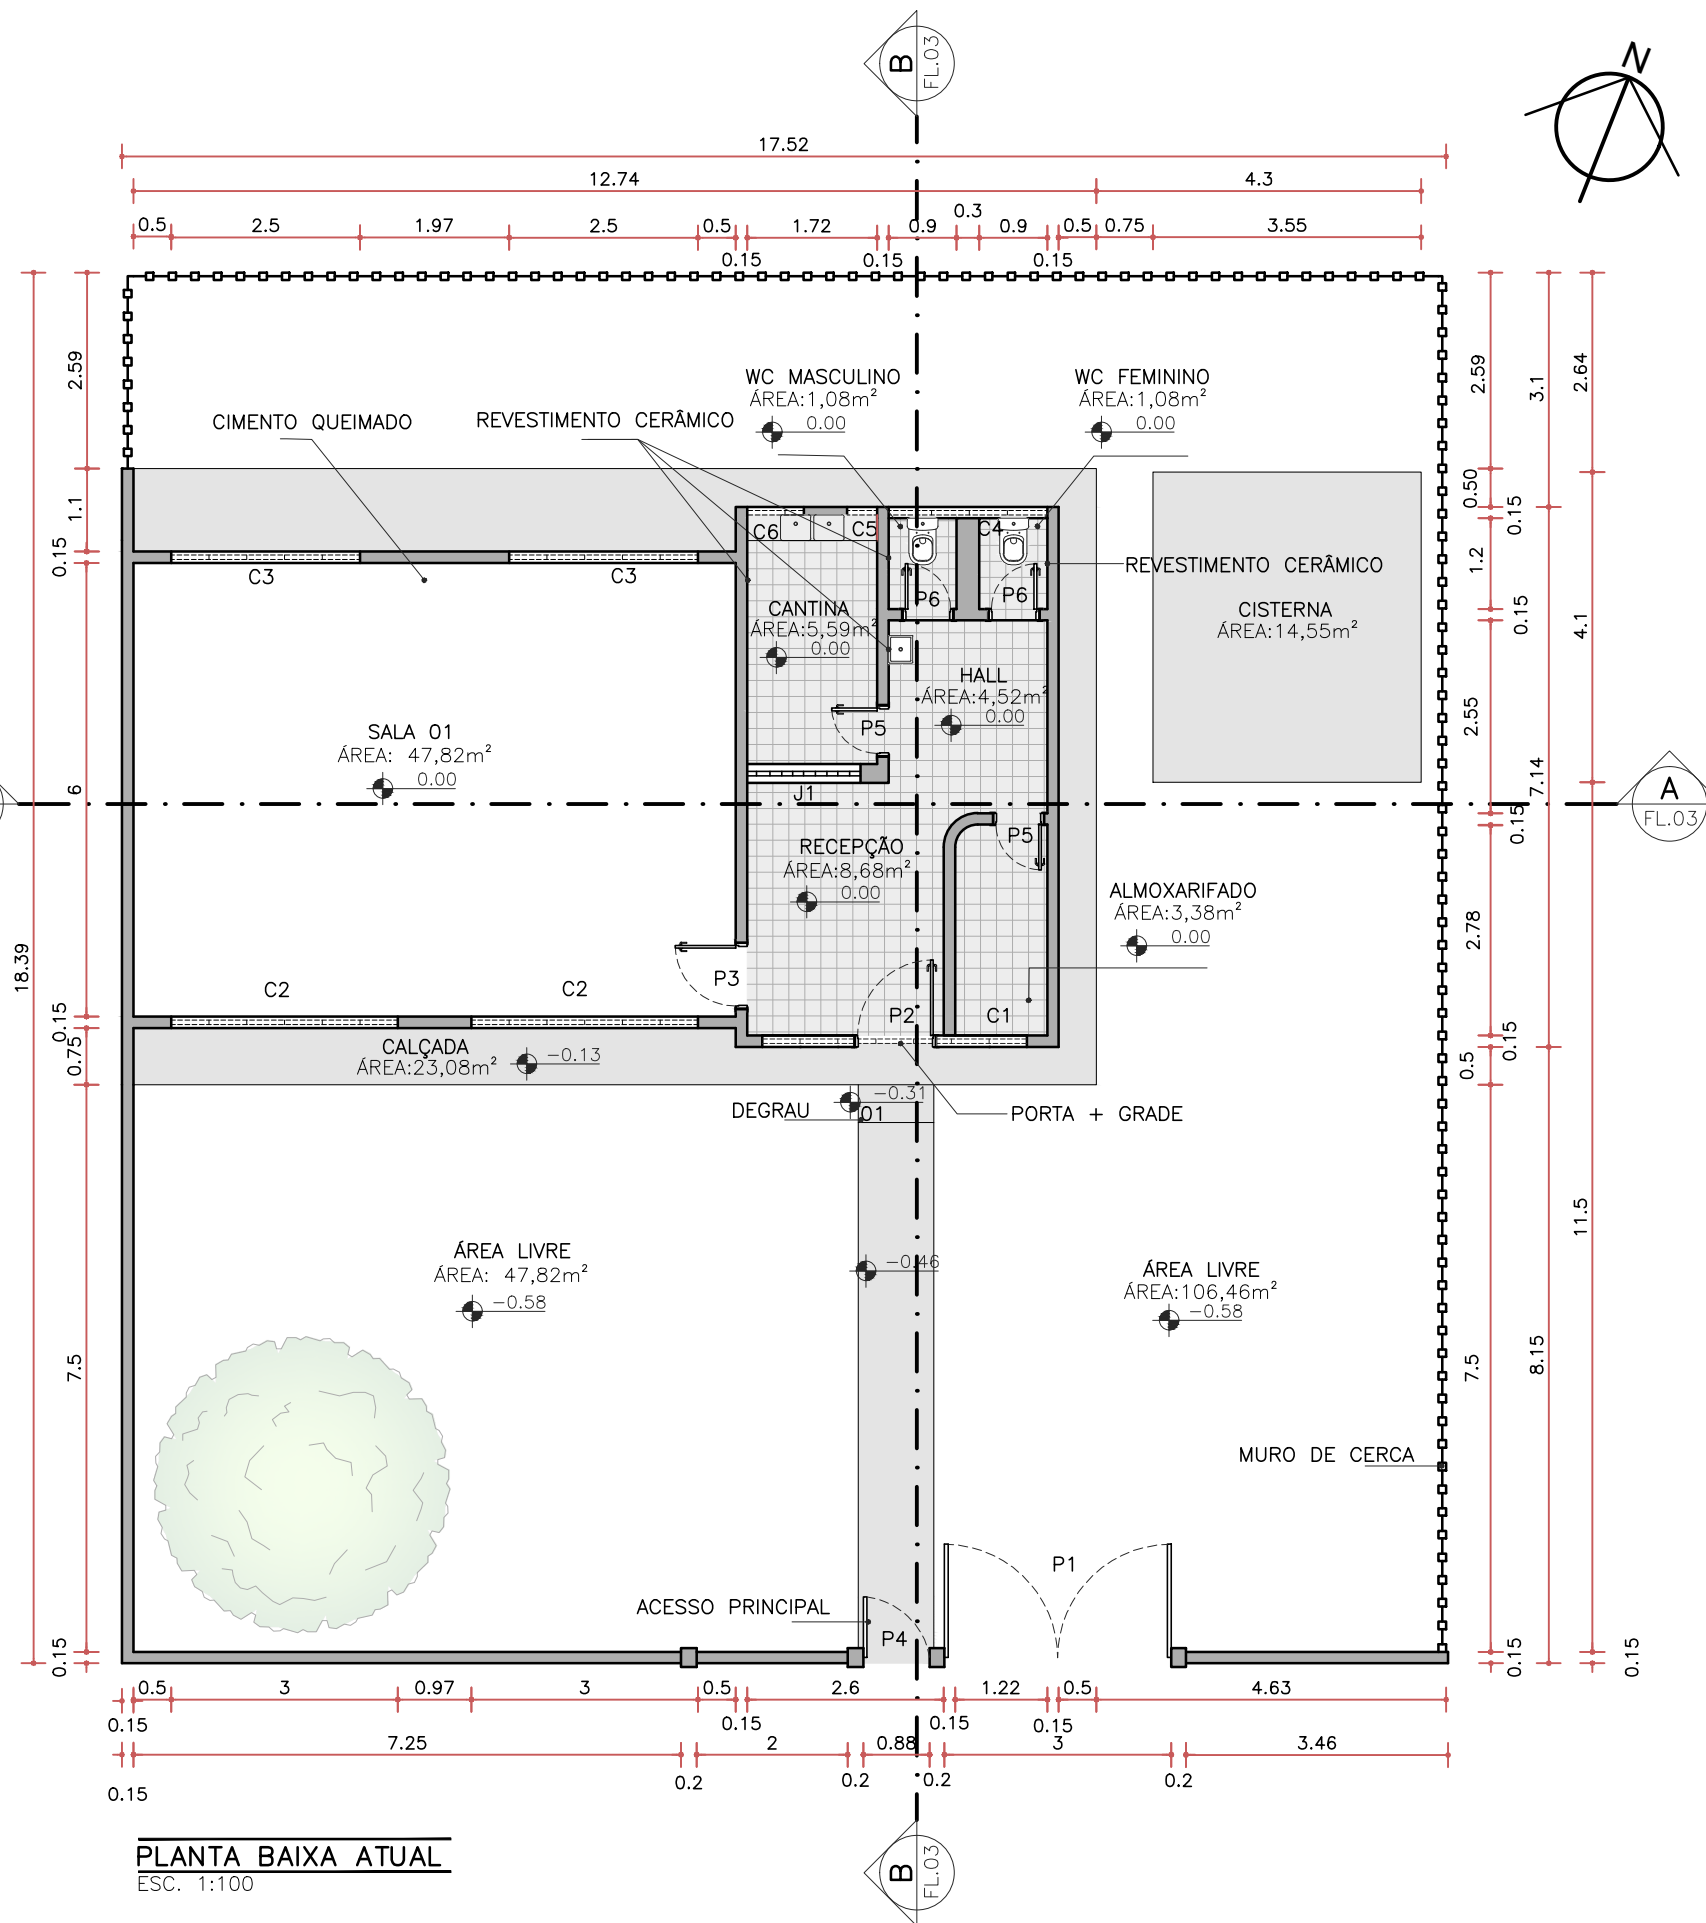 B
FL.03
N
17.52
12.74
4.3
0.5
2.5
1.97
2.5
0.5
1.72
0.9
0.3
0.9
0.5
0.75
3.55
0.15
0.15
0.15
2.59
1.1
0.15
6
0.15
0.75
7.5
0.15
18.39
2.59
0.50
0.15
1.2
0.15
2.55
0.15
2.78
0.15
0.5
7.5
0.15
3.1
7.14
8.15
2.64
4.1
11.5
0.15
WC MASCULINO
ÁREA:1,08m²
0.00
WC FEMININO
ÁREA:1,08m²
0.00
CIMENTO QUEIMADO
REVESTIMENTO CERÂMICO
C6
C5
C4
C3
C3
P6
P6
REVESTIMENTO CERÂMICO
CANTINA
ÁREA:5,59m²
0.00
CISTERNA
ÁREA:14,55m²
HALL
ÁREA:4,52m²
0.00
SALA 01
ÁREA: 47,82m²
0.00
P5
J1
A
FL.03
RECEPÇÃO
ÁREA:8,68m²
0.00
P5
ALMOXARIFADO
ÁREA:3,38m²
0.00
P3
C2
C2
P2
C1
CALÇADA
ÁREA:23,08m²
-0.13
-0.31
DEGRAU
01
PORTA + GRADE
ÁREA LIVRE
ÁREA: 47,82m²
-0.58
-0.46
ÁREA LIVRE
ÁREA:106,46m²
-0.58
MURO DE CERCA
P1
ACESSO PRINCIPAL
P4
0.5
3
0.97
3
0.5
2.6
1.22
0.5
4.63
0.15
0.15
0.15
0.15
7.25
2
0.88
3
3.46
0.15
0.2
0.2
0.2
0.2
PLANTA BAIXA ATUAL
ESC. 1:100
B
FL.03